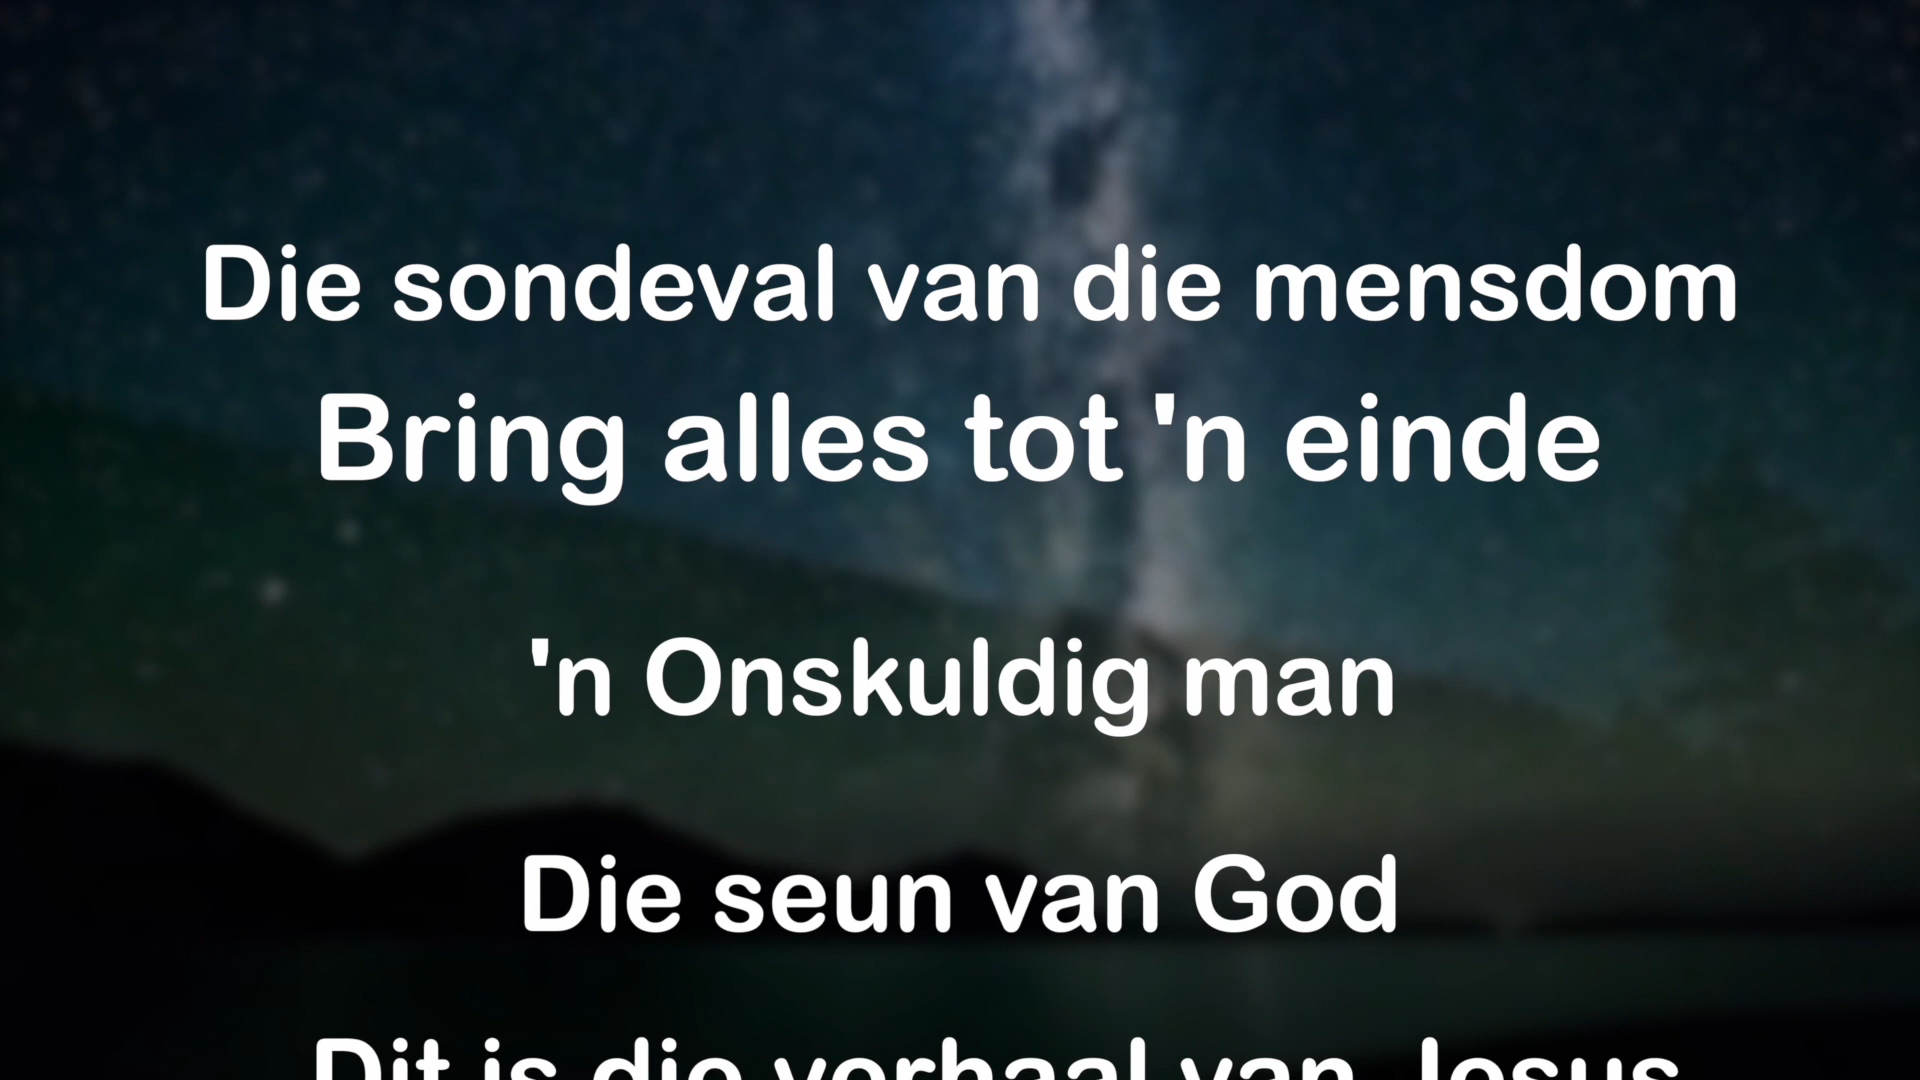 Die sondeval van die mensdom
Bring alles tot 'n einde
'n Onskuldig man
Die seun van God
Dit is die verhaal van Jesus